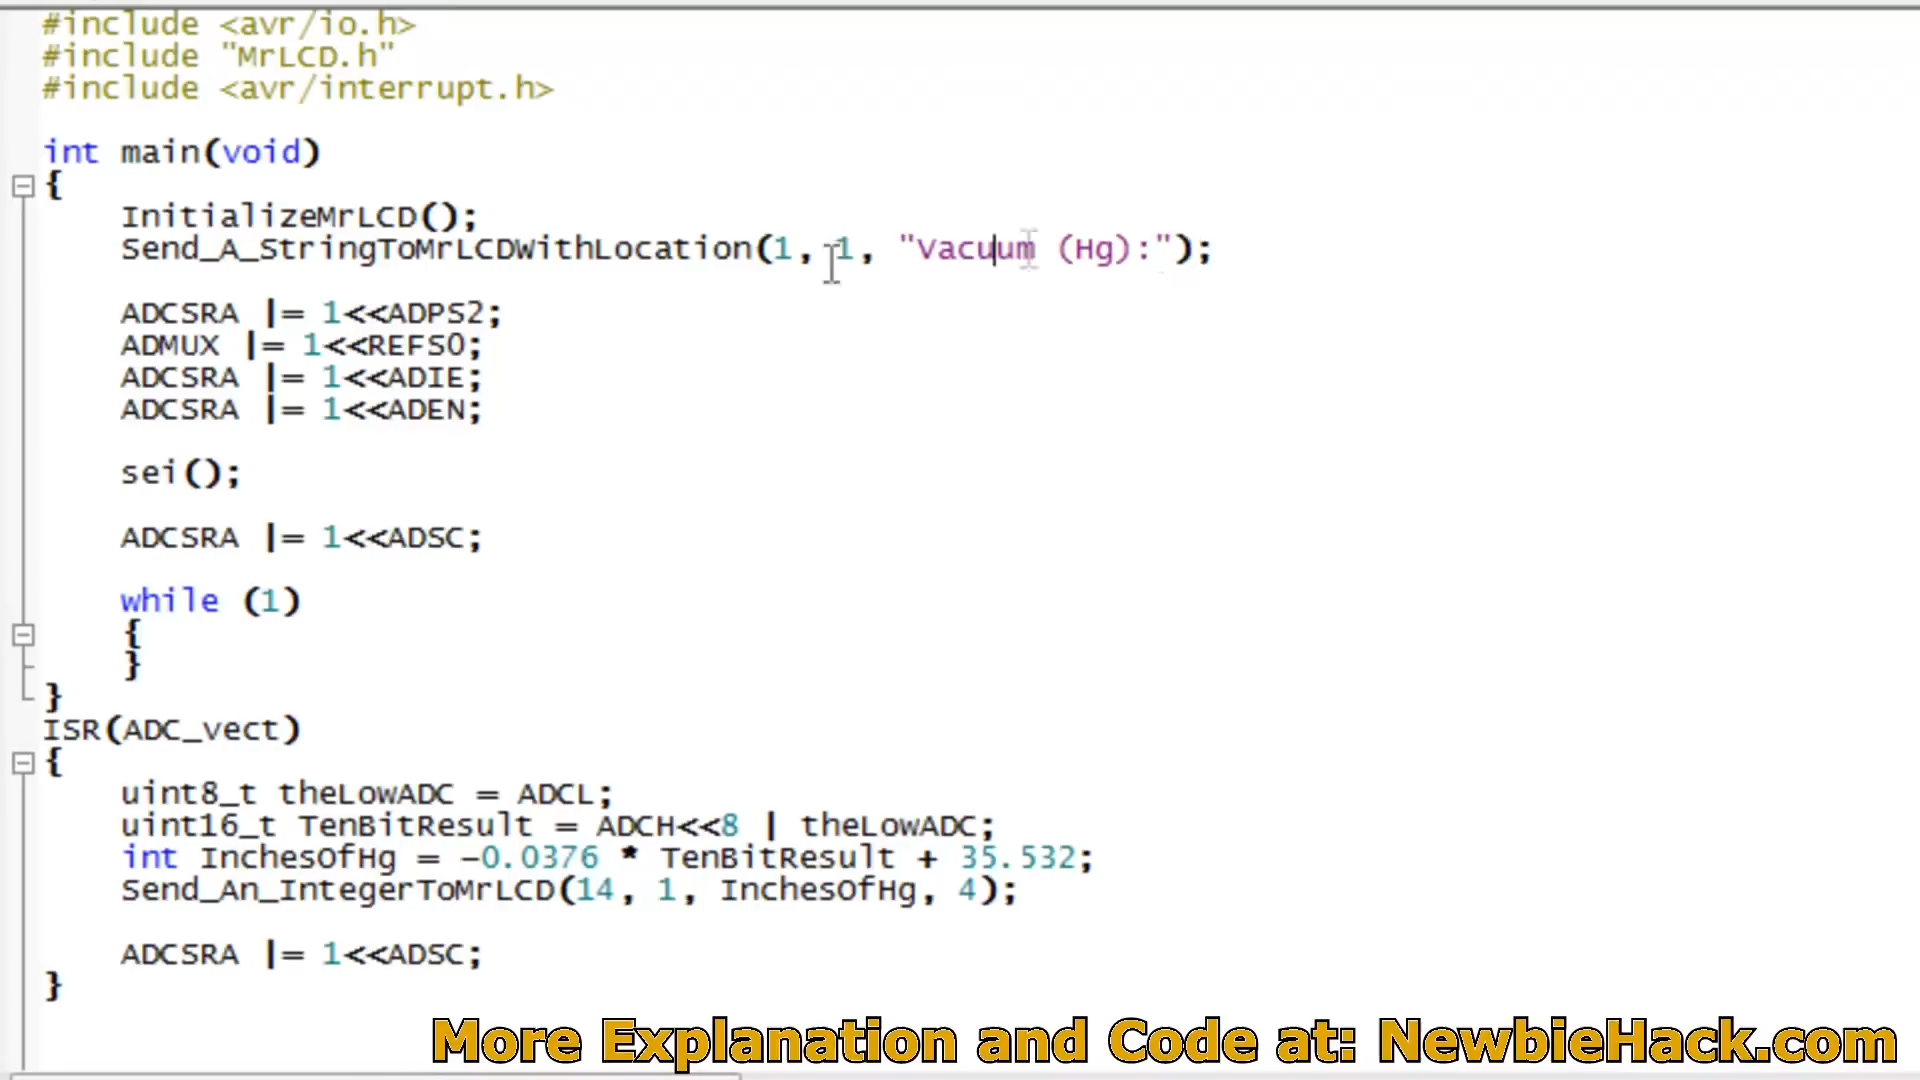 #include <avr/io.h>
#include "MrLCD.h"
#include <avr/interrupt.h>
int main(void)
{
InitializeMrLCD();
Send_A_StringToMrLCDWithLocation(1, 1, "Vacuum (Hg):");
ADCSRA |= 1<<ADPS2;
ADMUX |= 1<<REFS0;
ADCSRA |= 1<<ADIE;
ADCSRA |= 1<<ADEN;
sei();
ADCSRA |= 1<<ADSC;
while (1)
{
}
}
ISR(ADC_vect)
{
uint8_t theLowADC = ADCL;
uint16_t TenBitResult = ADCH<<8 | theLowADC;
int InchesOfHg = -0.0376 * TenBitResult + 35.532;
Send_An_IntegerToMrLCD(14, 1, InchesOfHg, 4);
ADCSRA |= 1<<ADSC;
}
More Explanation and Code at: NewbieHack.com